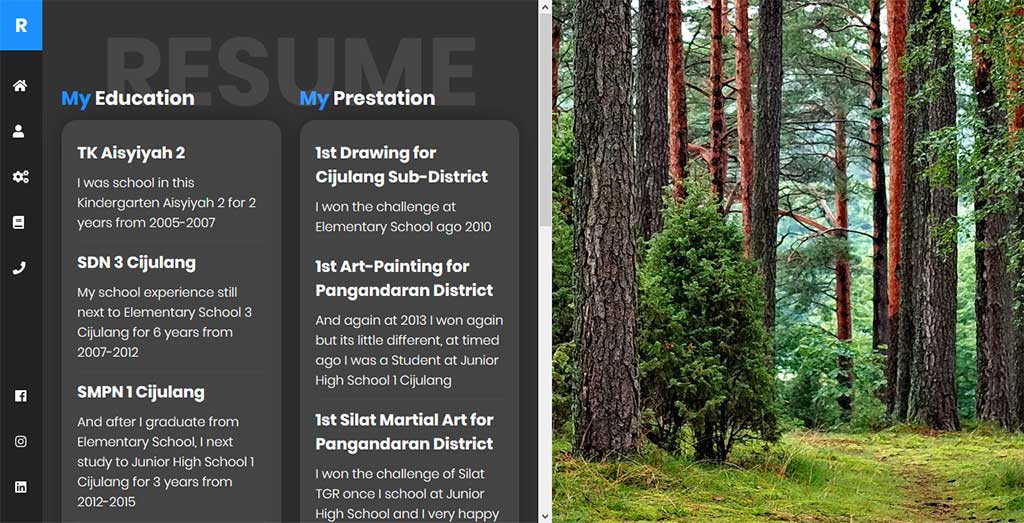 R
RESUME
My Education
TK Aisyiyah 2
I was school in this
Kindergarten Aisyiyah 2 for 2
years from 2005-2007
SDN 3 Cijulang
My school experience still
next to Elementary School 3
Cijulang for 6 years from
2007-2012
SMPN 1 Cijulang
And after I graduate from
Elementary School, I next
study to Junior High School 1
Cijulang for 3 years from
2012-2015
My Prestation
1st Drawing for
Cijulang Sub-District
I won the challenge at
Elementary School ago 2010
1st Art-Painting for
Pangandaran District
And again at 2013 I won again
but its little different, at timed
ago I was a Student at Junior
High School 1 Cijulang
1st Silat Martial Art for
Pangandaran District
I won the challenge of Silat
TGR once I school at Junior
High School and I very happy